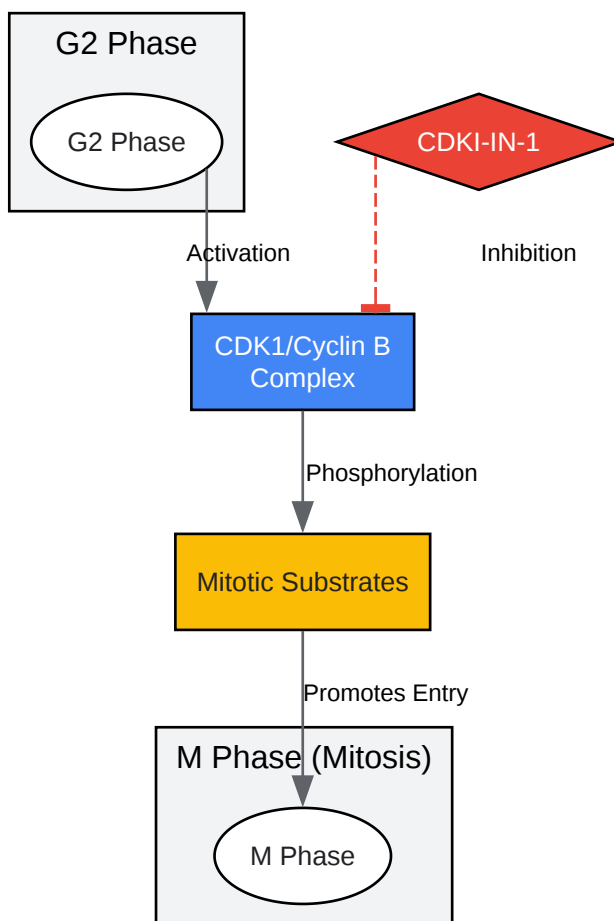 G2 Phase
G2 Phase
CDKI-IN-1
Activation
Inhibition
CDK1/Cyclin B
Complex
Phosphorylation
Mitotic Substrates
Promotes Entry
M Phase (Mitosis)
M Phase